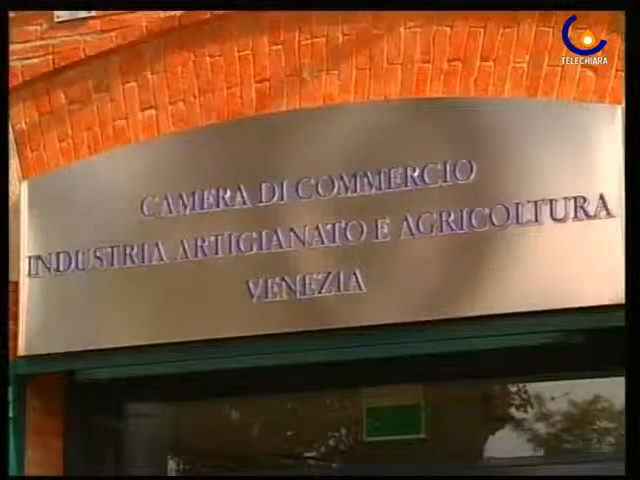 TELECHIARA
CAMERA DI COMMERCIO
INDUSTRIA ARTIGIANATO E AGRICOLTURA
VENEZIA